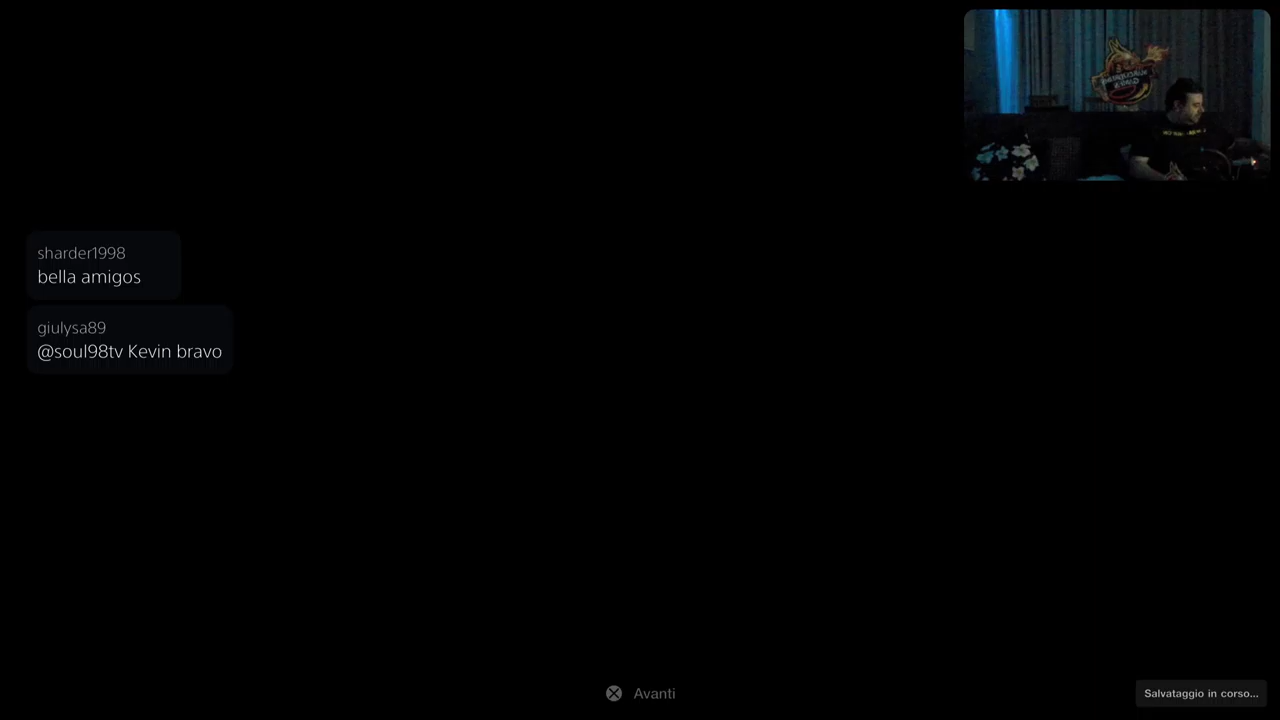 sharder1998
bella amigos
giulysa89
@soul98tv Kevin bravo
Avanti
Salvataggio in corso...